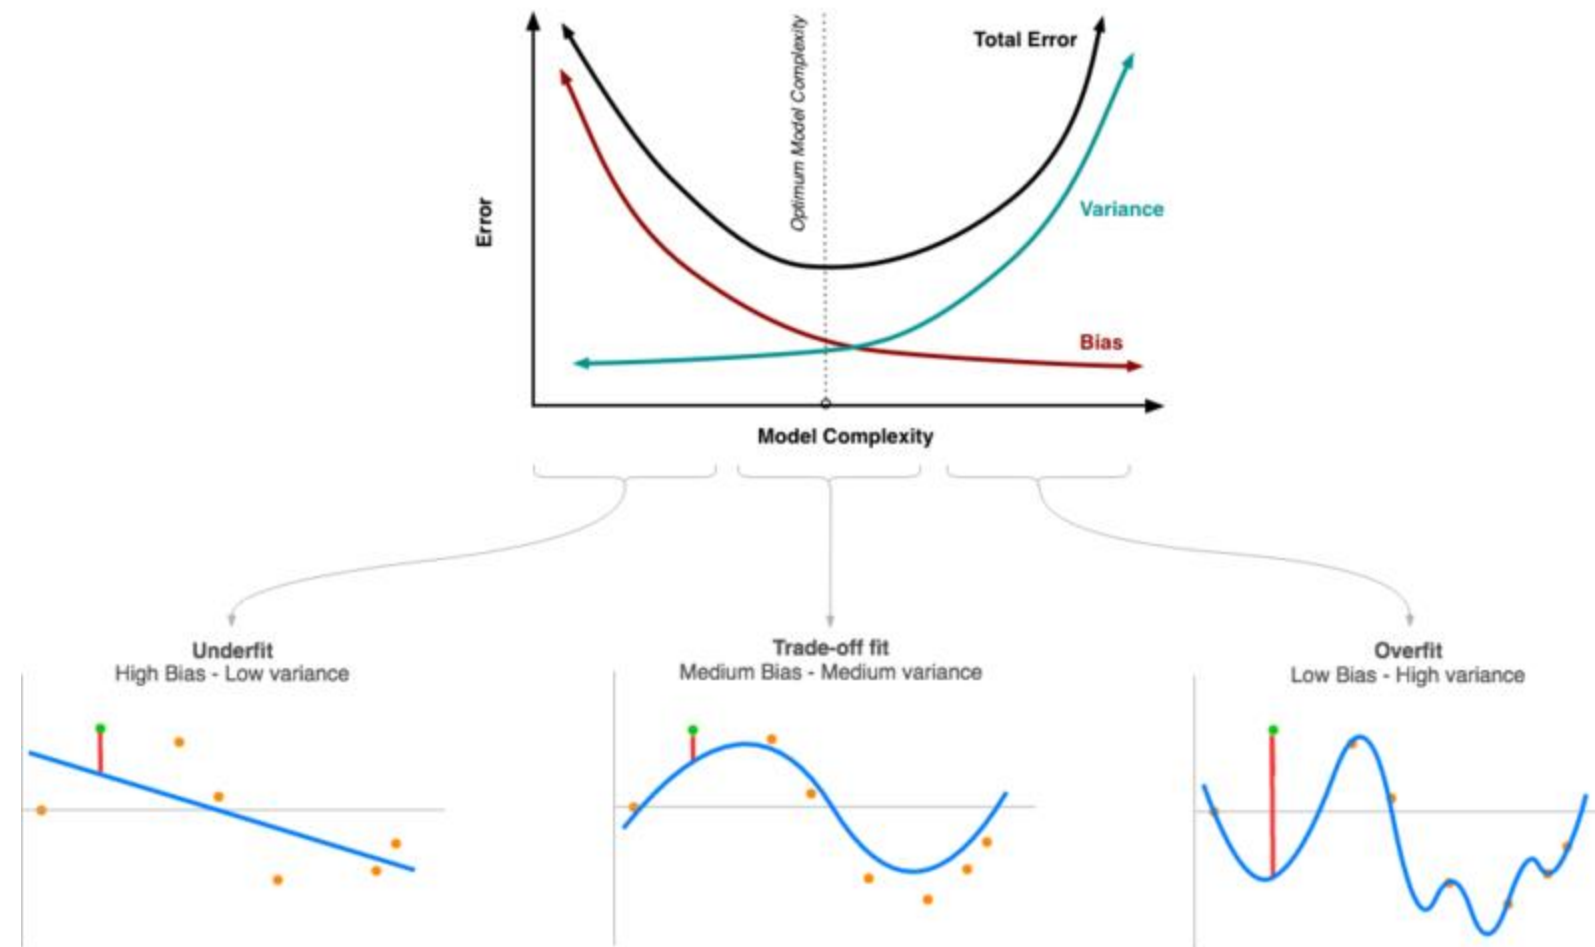 Total Error
Optimum Model Complexity
Variance
Error
Bias
Model Complexity
Underfit
High Bias - Low variance
Trade-off fit
Medium Bias - Medium variance
Overfit
Low Bias - High variance